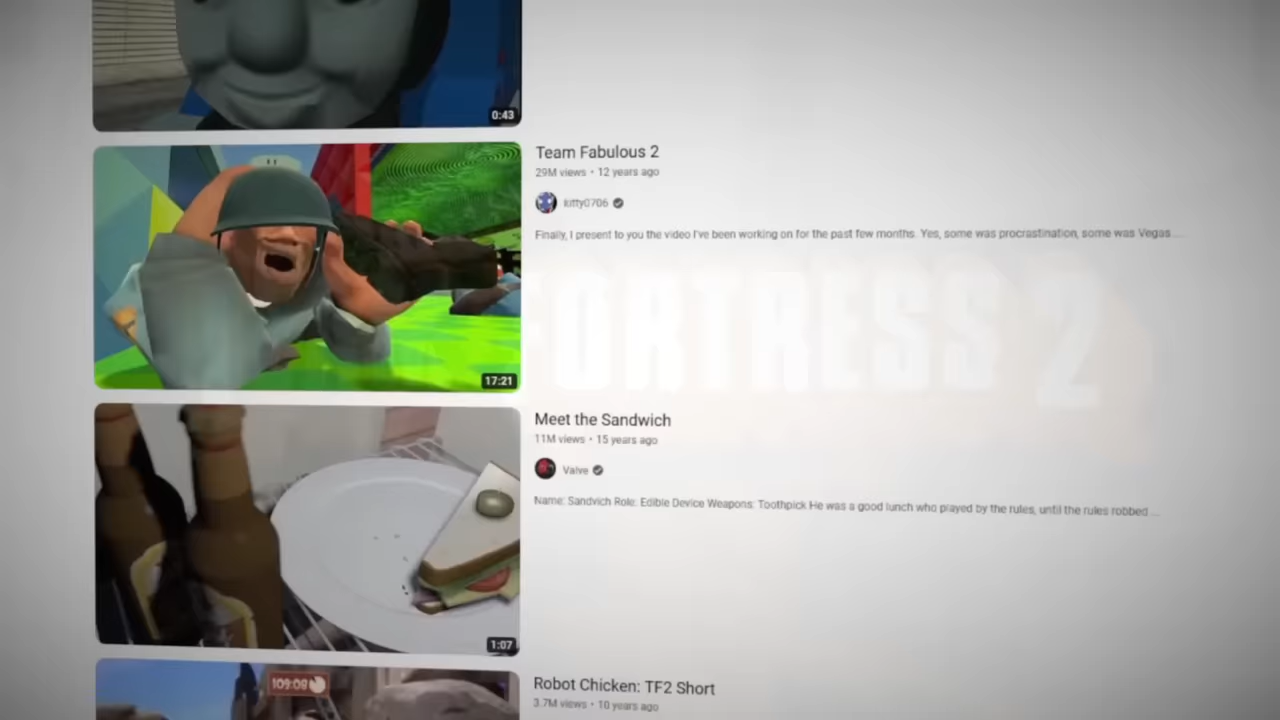 0:43
Team Fabulous 2
29M views • 12 years ago
kitty0706
Finally, I present to you the video I've been working on for the past few months. Yes, some was procrastination, some was Vegas ...
FORTRESS 2
17:21
Meet the Sandwich
11M views • 15 years ago
Valve
Name: Sandvich Role: Edible Device Weapons: Toothpick He was a good lunch who played by the rules, until the rules robbed ...
1:07
109:09
Robot Chicken: TF2 Short
3.7M views • 10 years ago